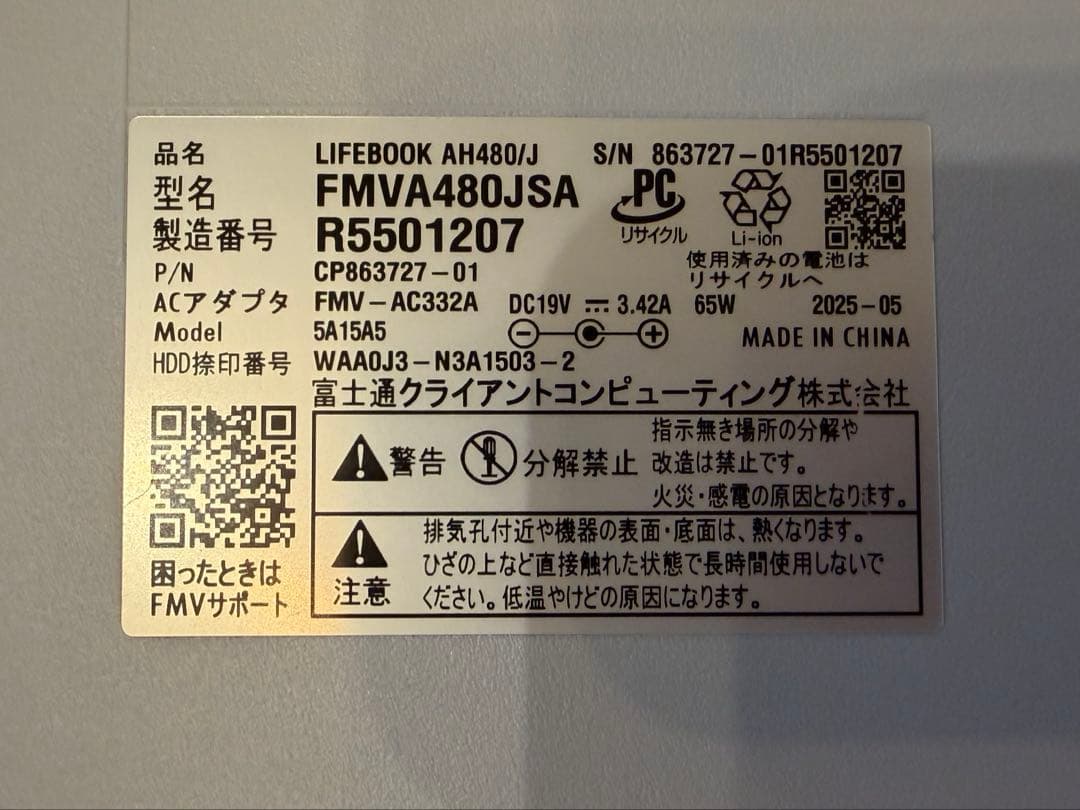 品名 LIFEBOOK AH480/J S/N 863727-01R5501207
型名 FMVA480JSA
製造番号 R5501207
PC
リサイクル
Li-ion
使用済みの電池は
リサイクルへ
P/N CP863727-01
ACアダプタ FMV-AC332A DC19V 3.42A 65W 2025-05
Model 5A15A5 MADE IN CHINA
HDD捺印番号 WAA0J3-N3A1503-2
富士通クライアントコンピューティング株式会社
警告 分解禁止
指示無き場所の分解や
改造は禁止です。
火災・感電の原因となります。
注意
排気孔付近や機器の表面・底面は、熱くなります。
ひざの上など直接触れた状態で長時間使用しないで
ください。低温やけどの原因になります。
困ったときは
FMVサポート